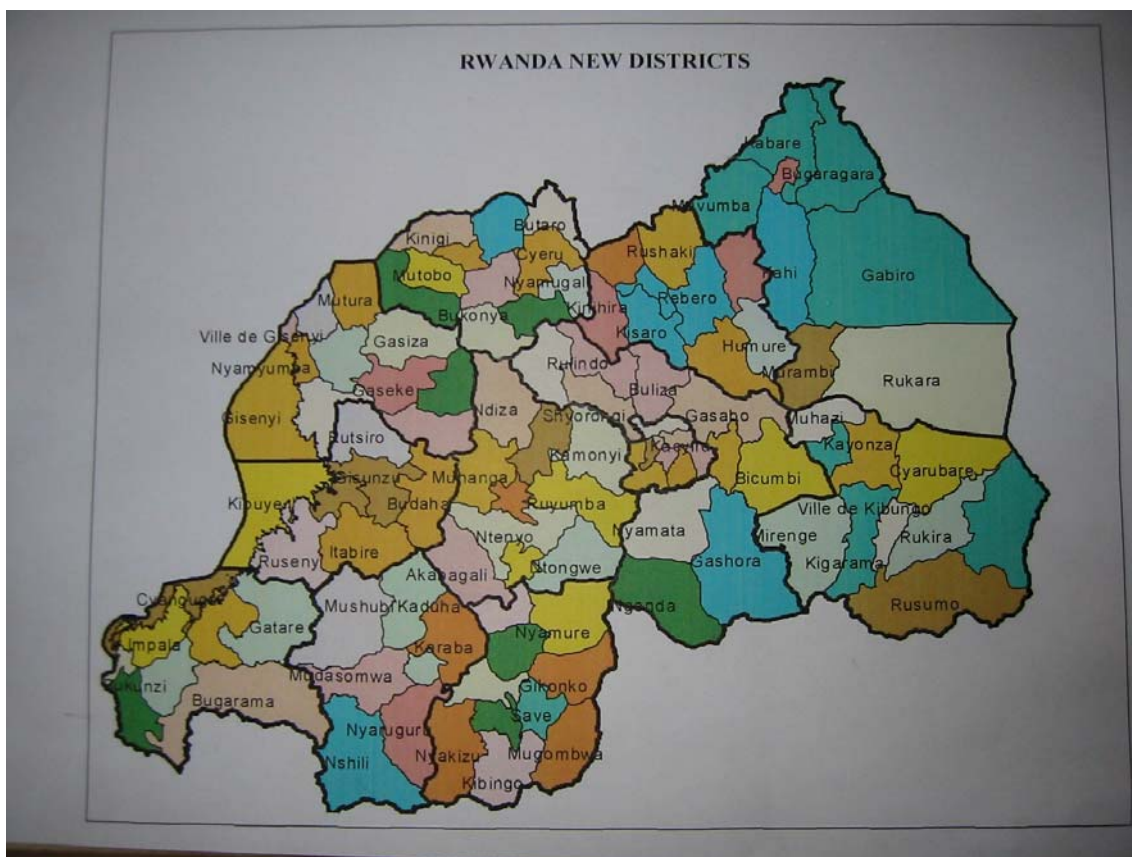 RWANDA NEW DISTRICTS
Kabare
Bugaragara
Muvumba
Butaro
Kinigi
Rushaki
Cyeru
Mutobo
Nyamugali
Gabiro
Rebero
Mutura
Kinihira
Bukonya
Kisaro
Ville de Gisenyi
Gasiza
Humure
Rulindo
Nyamyumba
Murambi
Rukara
Gaseke
Buliza
Gisenyi
Ndiza
Shyorongi
Gasabo
Muhazi
Rutsiro
Kacyiru
Kayonza
Kamonyi
Gisunzu
Muhanga
Bicumbi
Cyarubare
Kibuye
Budaha
Ruyumba
Ville de Kibungo
Nyamata
Mirenge
Rukira
Ntenyo
Itabire
Rusenyi
Kigarama
Gashora
Ntongwe
Akabagali
Cyangugu
Mushubi
Kaduha
Nganda
Rusumo
Gatare
Nyamure
Impala
Karaba
Mudasomwa
Gikonko
Bukunzi
Bugarama
Save
Nyaruguru
Nyakizu
Mugombwa
Nshili
Kibingo